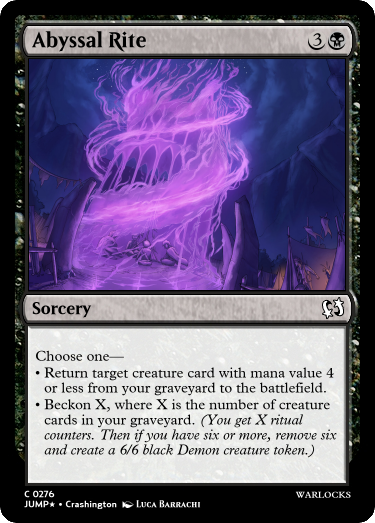 Abyssal Rite 3
Sorcery
Choose one—
• Return target creature card with mana value 4
or less from your graveyard to the battlefield.
• Beckon X, where X is the number of creature
cards in your graveyard. (You get X ritual
counters. Then if you have six or more, remove six
and create a 6/6 black Demon creature token.)
C 0276
JUMP★ • Crashington Luca Barrachi
WARLOCKS